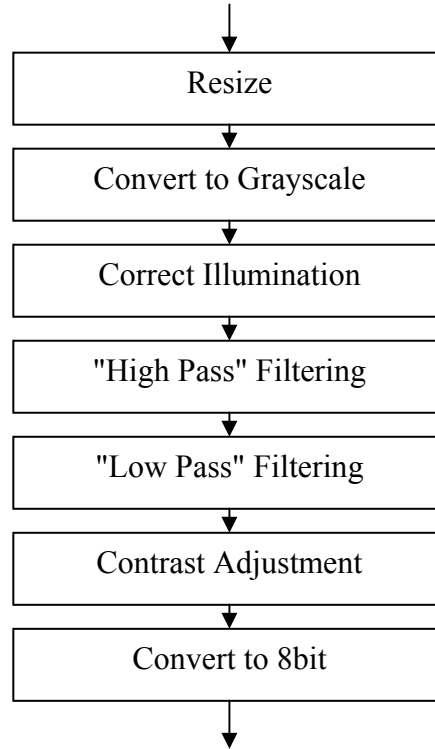 Resize
Convert to Grayscale
Correct Illumination
"High Pass" Filtering
"Low Pass" Filtering
Contrast Adjustment
Convert to 8bit